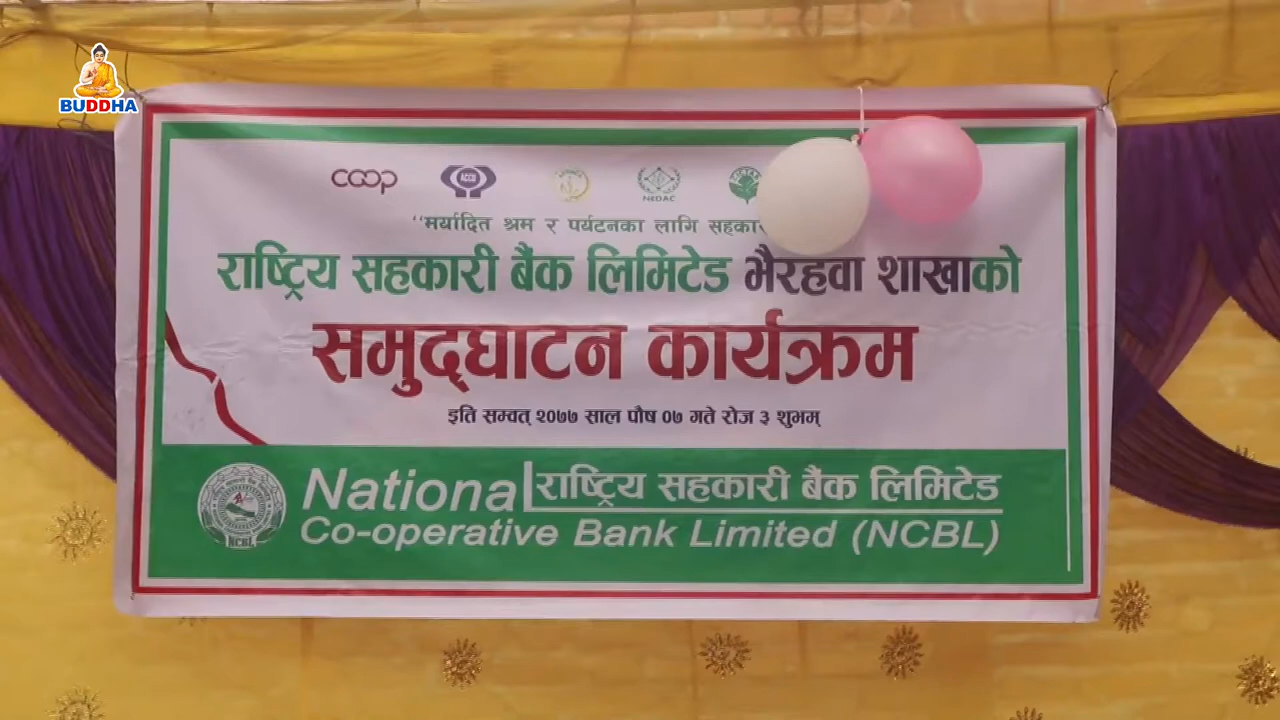 BUDDHA
coop ACCU NEDAC
“मर्यादित श्रम र पर्यटनका लागि
राष्ट्रिय सहकारी बैंक लिमिटेड भैरहवा शाखाको
समुद्घाटन कार्यक्रम
इति सम्वत् २०७७ साल पौष ०७ गते रोज ३ शुभम्
National राष्ट्रिय सहकारी बैंक लिमिटेड
Co-operative Bank Limited (NCBL)
NCBL